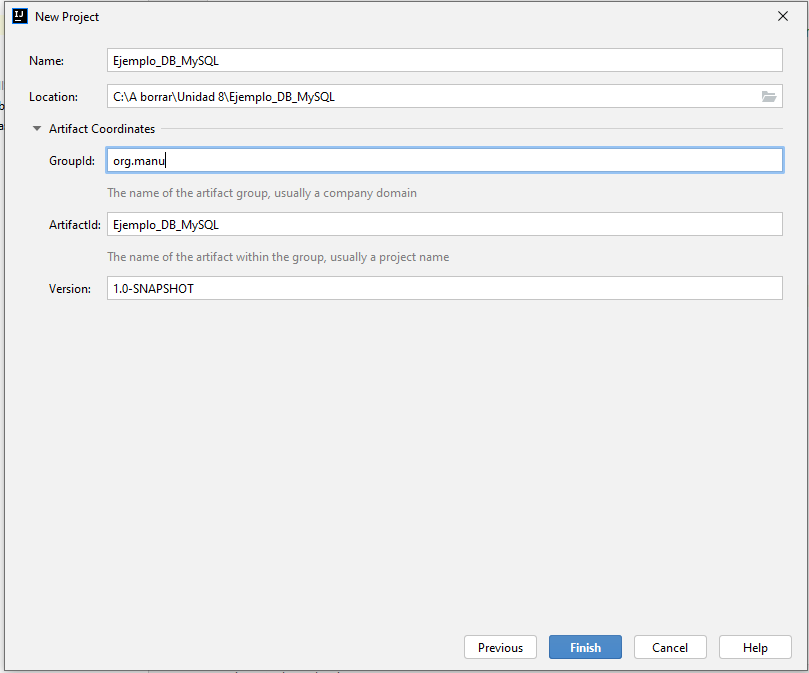 New Project
Name: Ejemplo_DB_MySQL
Location: C:\A borrar\Unidad 8\Ejemplo_DB_MySQL
Artifact Coordinates
GroupId: org.manu
The name of the artifact group, usually a company domain
ArtifactId: Ejemplo_DB_MySQL
The name of the artifact within the group, usually a project name
Version: 1.0-SNAPSHOT
Previous Finish Cancel Help